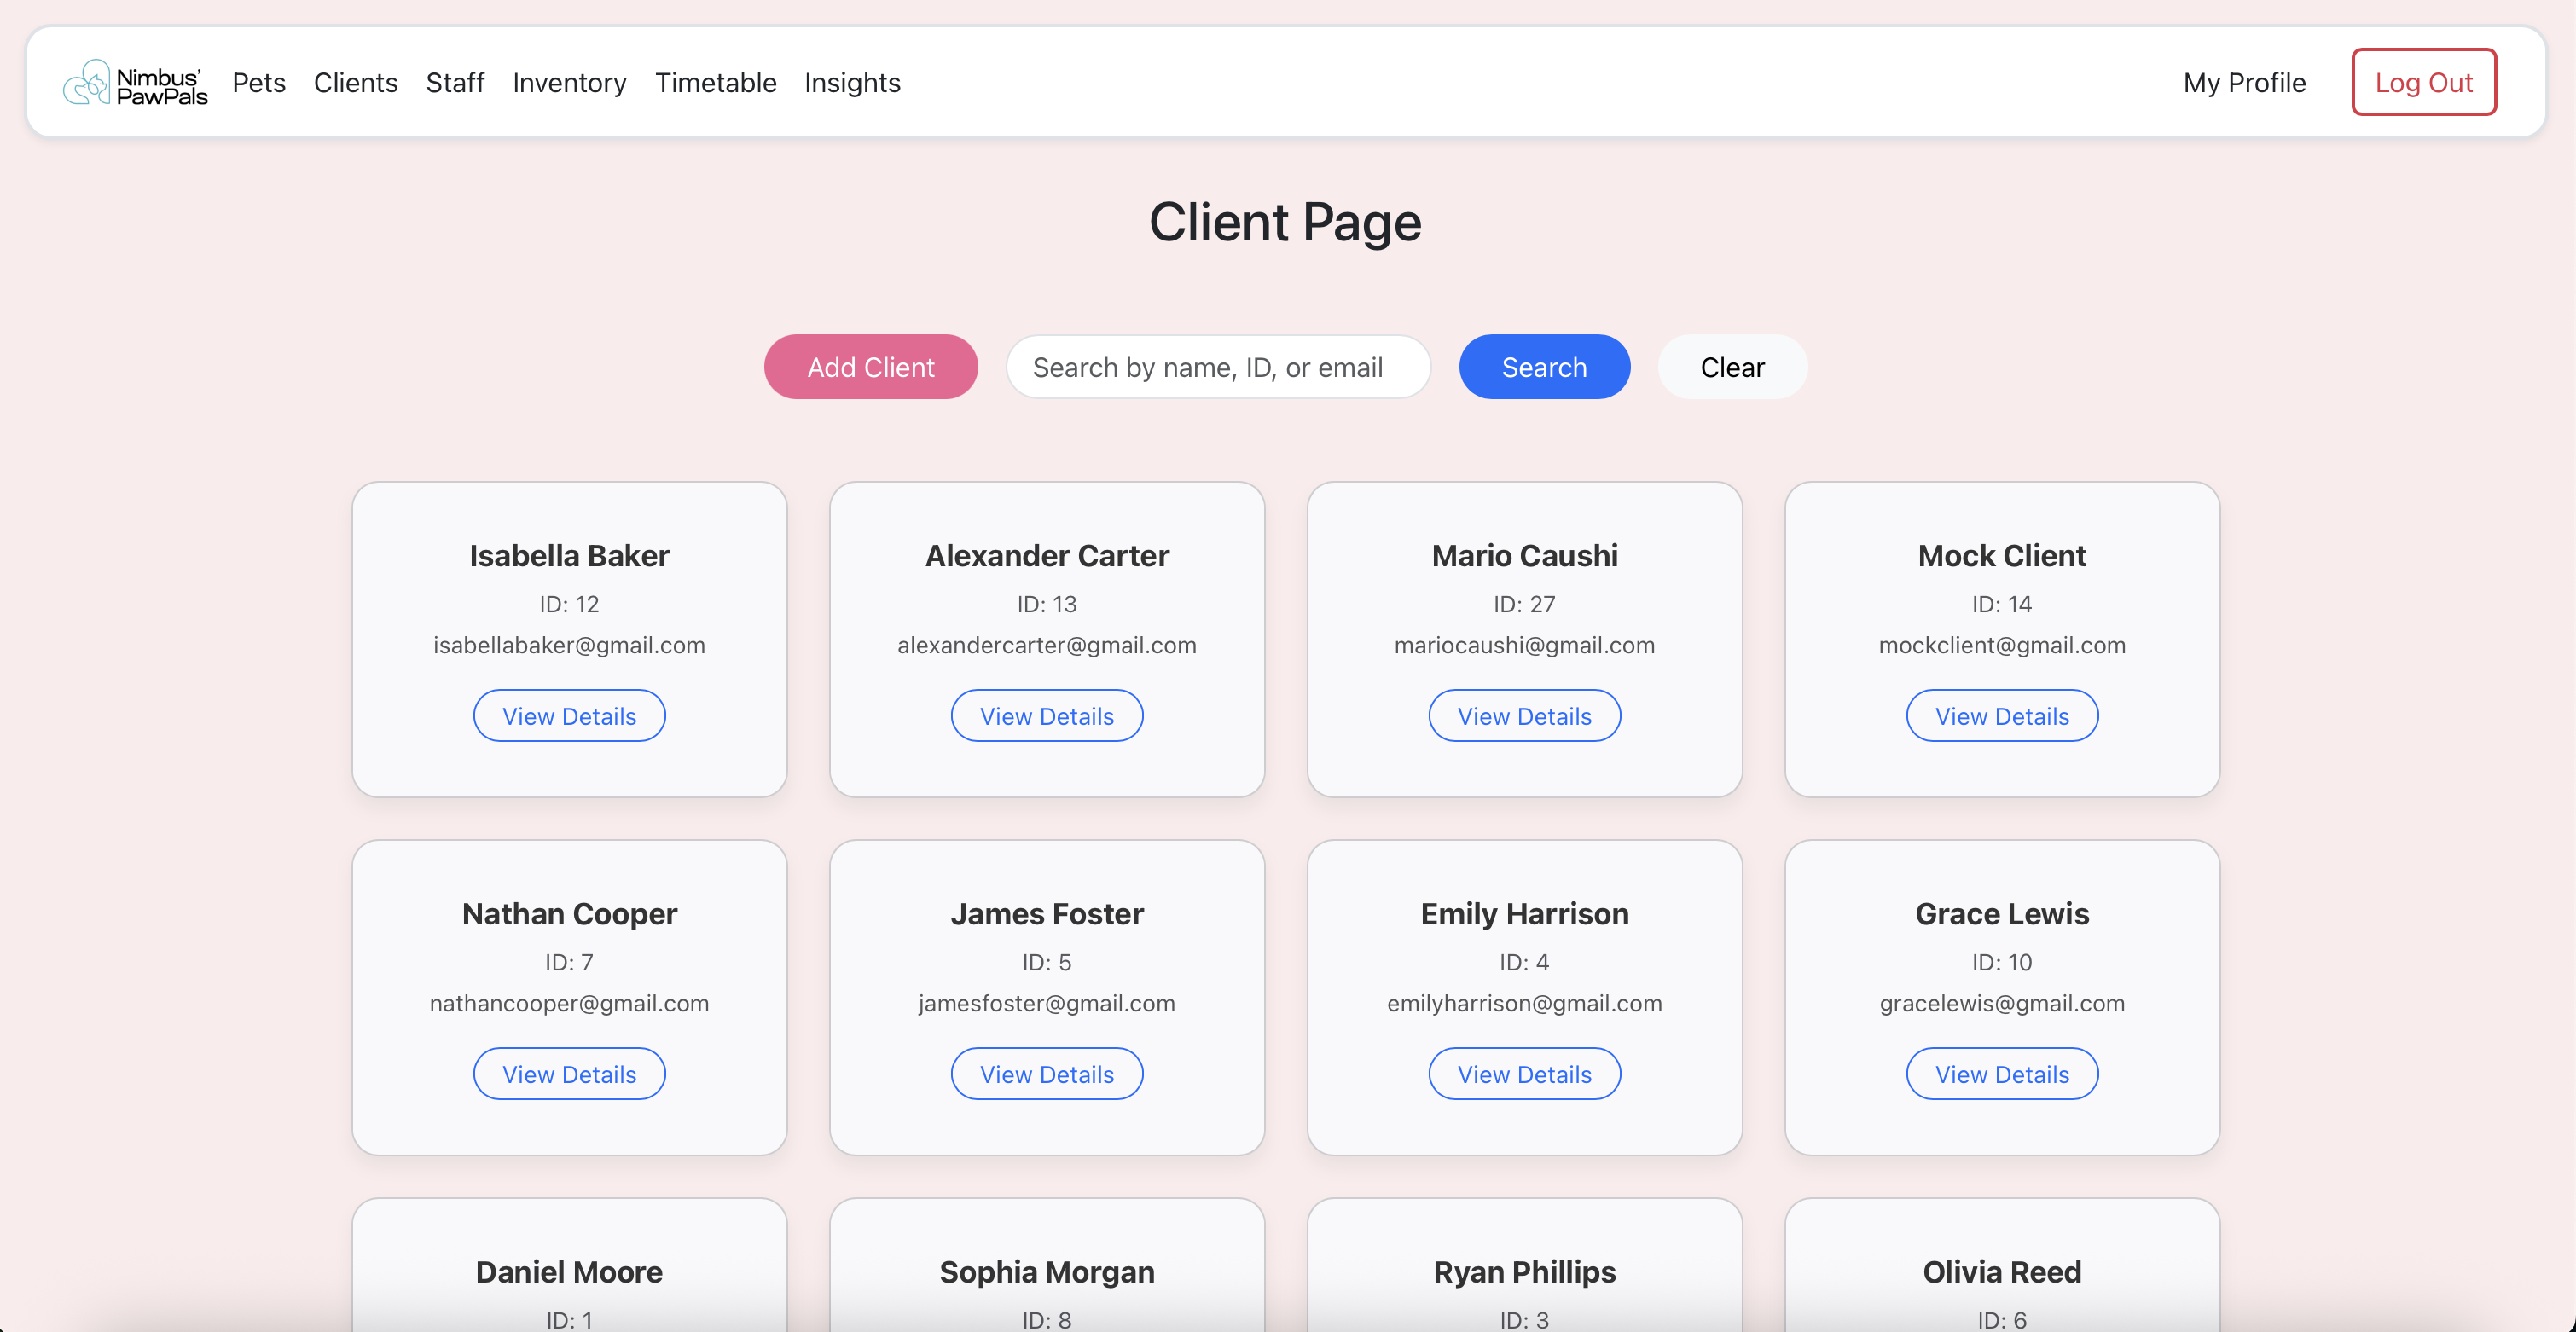 Nimbus'
PawPals
Pets Clients Staff Inventory Timetable Insights My Profile Log Out
Client Page
Add Client Search by name, ID, or email Search Clear
Isabella Baker
ID: 12
isabellabaker@gmail.com
View Details
Alexander Carter
ID: 13
alexandercarter@gmail.com
View Details
Mario Caushi
ID: 27
mariocaushi@gmail.com
View Details
Mock Client
ID: 14
mockclient@gmail.com
View Details
Nathan Cooper
ID: 7
nathancooper@gmail.com
View Details
James Foster
ID: 5
jamesfoster@gmail.com
View Details
Emily Harrison
ID: 4
emilyharrison@gmail.com
View Details
Grace Lewis
ID: 10
gracelewis@gmail.com
View Details
Daniel Moore
ID: 1
Sophia Morgan
ID: 8
Ryan Phillips
ID: 3
Olivia Reed
ID: 6